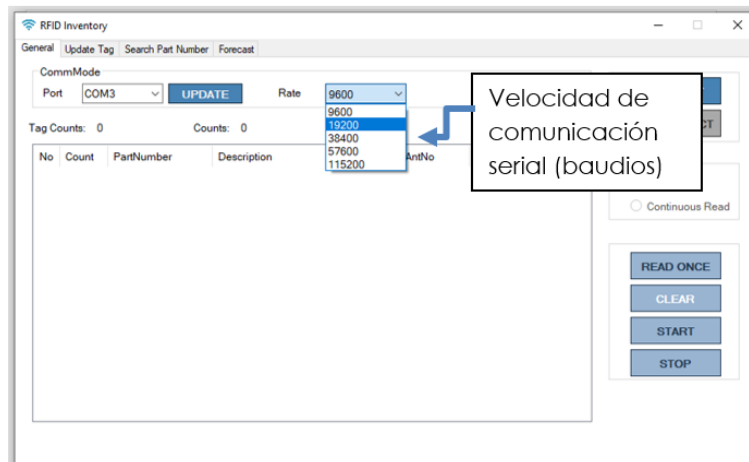 RFID Inventory
General Update Tag Search Part Number Forecast
CommMode
Port COM3 UPDATE Rate 9600
9600
19200
38400
57600
115200
Velocidad de
comunicación
serial (baudios)
Tag Counts: 0 Counts: 0
No Count PartNumber Description AntNo
Continuous Read
READ ONCE
CLEAR
START
STOP